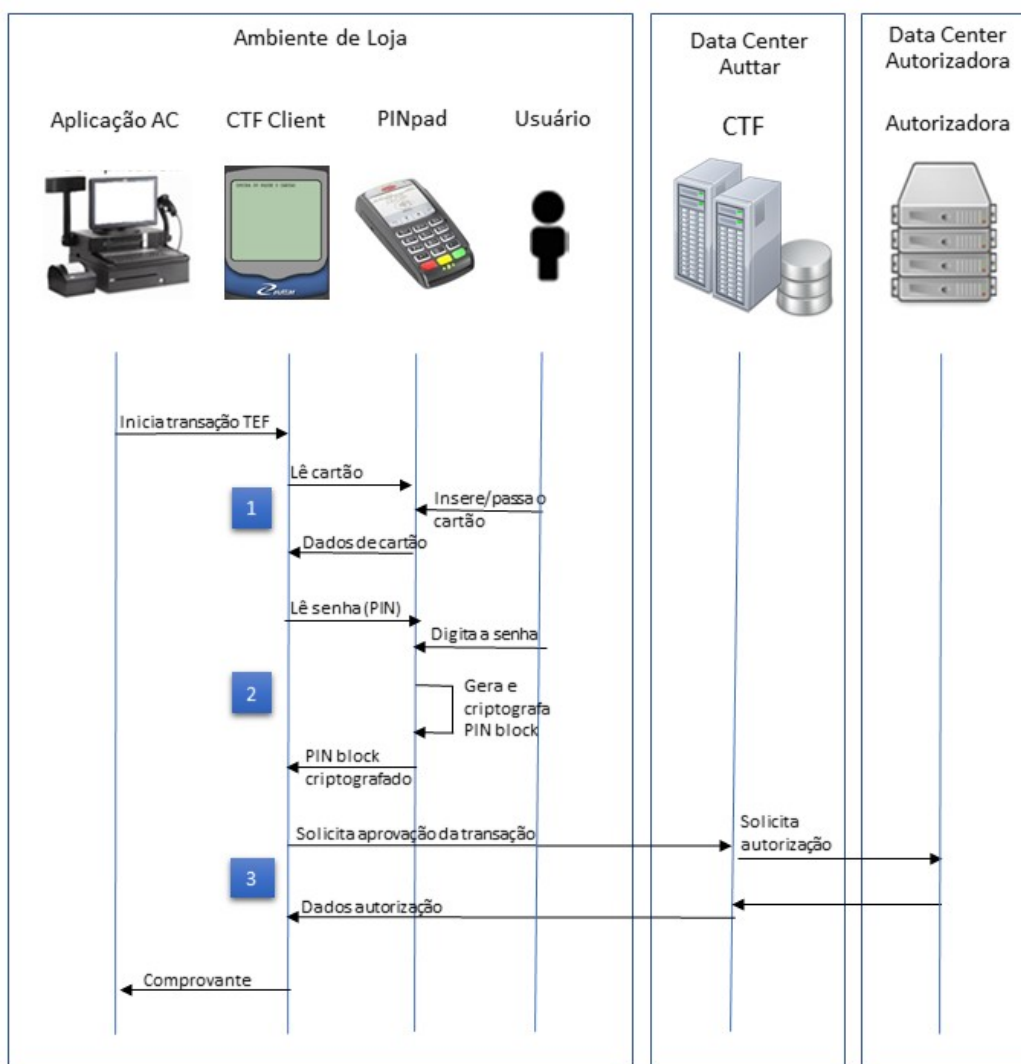 Ambiente de Loja
Data Center
Auttar
Data Center
Autorizadora
Aplicação AC
CTF Client
PINpad
Usuário
CTF
Autorizadora
auttar
Inicia transação TEF
Lê cartão
1
Insere/passa o
cartão
Dados de cartão
Lê senha (PIN)
Digita a senha
2
Gera e
criptografa
PIN block
PIN block
criptografado
Solicita aprovação da transação
Solicita
autorização
3
Dados autorização
Comprovante